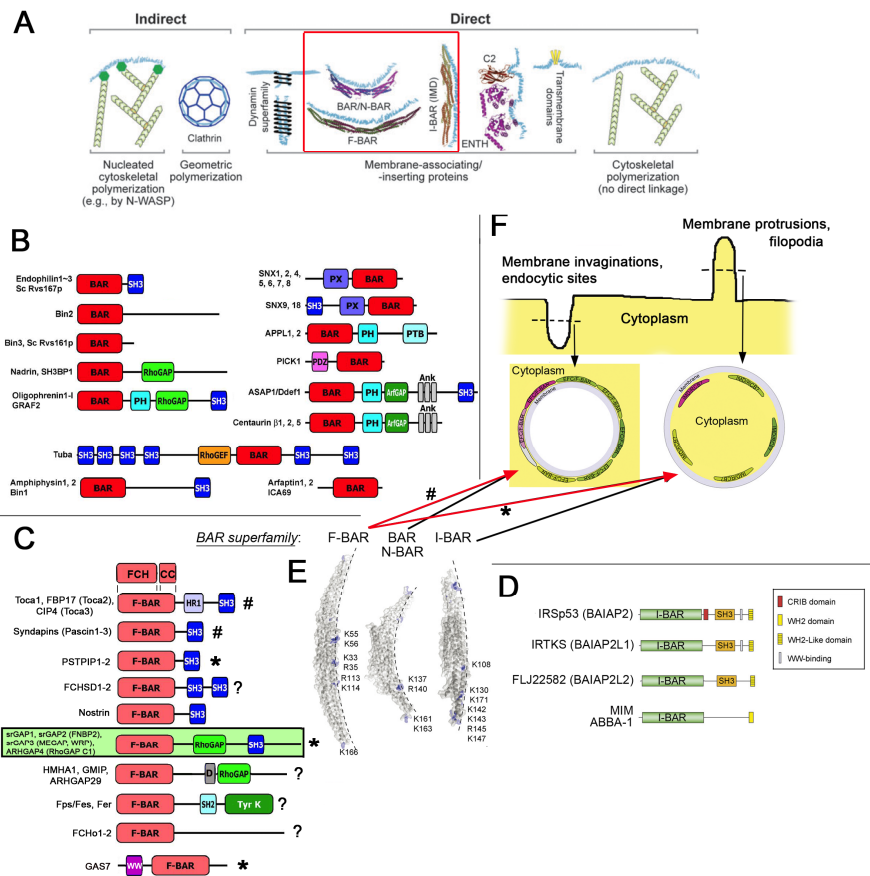 A
Indirect
Direct
Clathrin
Nucleated
cytoskeletal
polymerization
(e.g., by N-WASP)
Geometric
polymerization
Dynamin
superfamily
BAR/N-BAR
F-BAR
I-BAR (IMD)
C2
ENTH
Transmembrane
domains
Membrane-associating/
-inserting proteins
Cytoskeletal
polymerization
(no direct linkage)
B
Endophilin1~3
Sc Rvs167p
BAR
SH3
Bin2
BAR
Bin3, Sc Rvs161p
BAR
Nadrin, SH3BP1
BAR
RhoGAP
Oligophrenin1-l
GRAF2
BAR
PH
RhoGAP
SH3
Tuba
SH3
SH3
SH3
SH3
RhoGEF
BAR
SH3
SH3
Amphiphysin1, 2
Bin1
BAR
SH3
SNX1, 2, 4,
5, 6, 7, 8
PX
BAR
SNX9, 18
SH3
PX
BAR
APPL1, 2
BAR
PH
PTB
PICK1
PDZ
BAR
ASAP1/Ddef1
BAR
PH
ArfGAP
Ank
SH3
Centaurin β1, 2, 5
BAR
PH
ArfGAP
Ank
Arfaptin1, 2
ICA69
BAR
F
Membrane invaginations,
endocytic sites
Membrane protrusions,
filopodia
Cytoplasm
Cytoplasm
Membrane
Membrane
Cytoplasm
#
*
BAR superfamily:
F-BAR
BAR
N-BAR
I-BAR
C
FCH
CC
Toca1, FBP17 (Toca2),
CIP4 (Toca3)
F-BAR
HR1
SH3
#
Syndapins (Pascin1-3)
F-BAR
SH3
#
PSTPIP1-2
F-BAR
SH3
*
FCHSD1-2
F-BAR
SH3
SH3
?
Nostrin
F-BAR
SH3
srGAP1, srGAP2 (FNBP2),
srGAP3 (MEGAP, WRP),
ARHGAP4 (RhoGAP C1)
F-BAR
RhoGAP
SH3
*
HMHA1, GMIP,
ARHGAP29
F-BAR
D
RhoGAP
?
Fps/Fes, Fer
F-BAR
SH2
Tyr K
?
FCHo1-2
F-BAR
?
GAS7
WW
F-BAR
*
E
K55
K56
K33
R35
R113
K114
K166
K137
R140
K161
K163
K108
K130
K171
K142
K143
R145
K147
D
IRSp53 (BAIAP2)
I-BAR
SH3
IRTKS (BAIAP2L1)
I-BAR
SH3
FLJ22582 (BAIAP2L2)
I-BAR
SH3
MIM
ABBA-1
I-BAR
CRIB domain
WH2 domain
WH2-Like domain
WW-binding